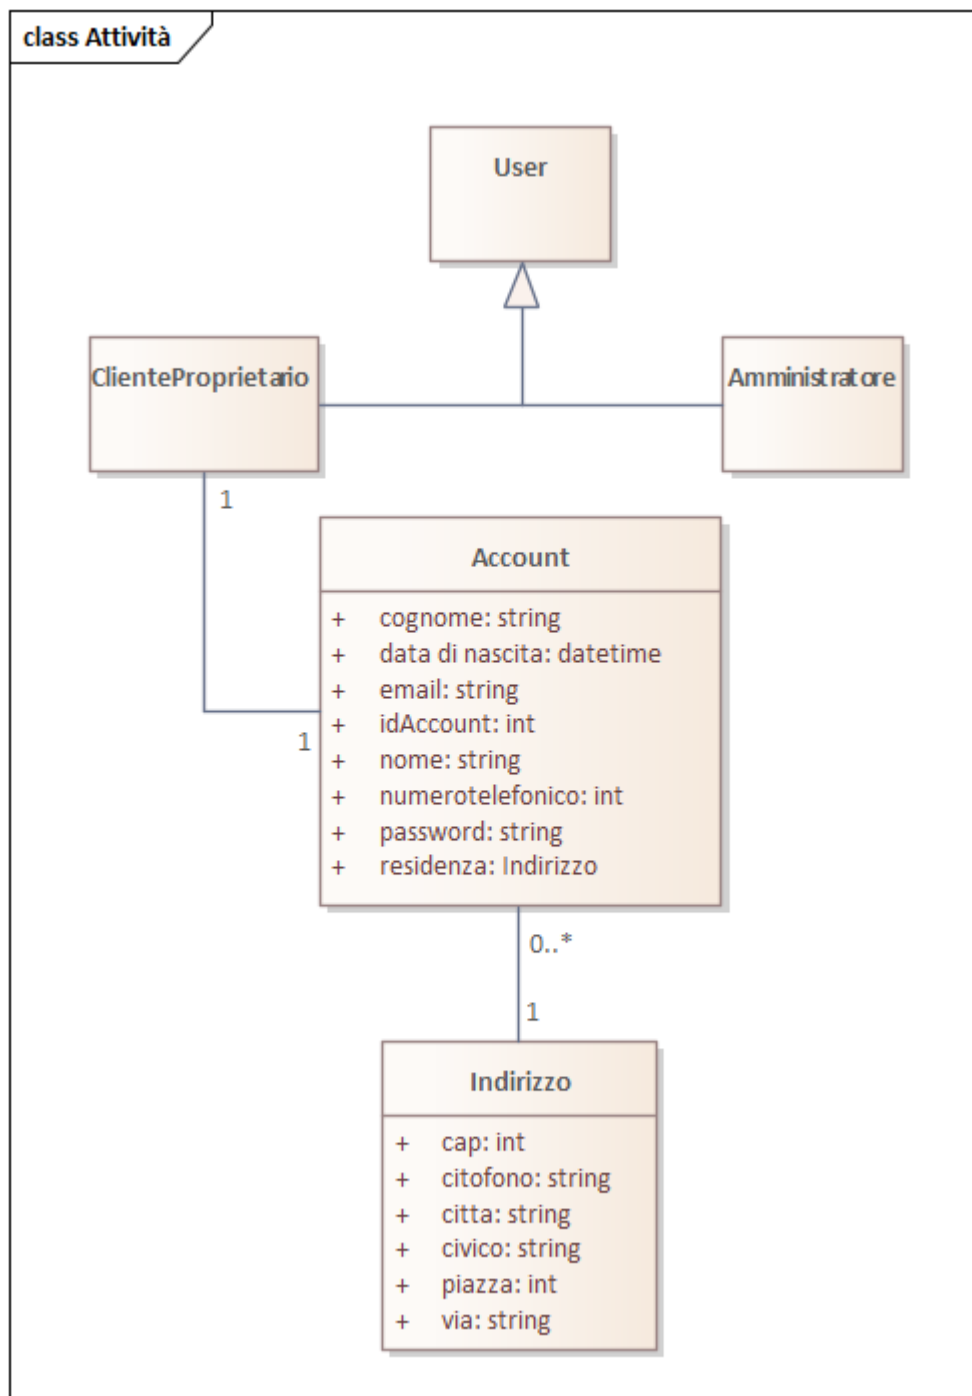 class Attività
User
ClienteProprietario
Amministratore
1
Account
+ cognome: string
+ data di nascita: datetime
+ email: string
+ idAccount: int
+ nome: string
+ numerotelefonico: int
+ password: string
+ residenza: Indirizzo
1
0..*
1
Indirizzo
+ cap: int
+ citofono: string
+ citta: string
+ civico: string
+ piazza: int
+ via: string